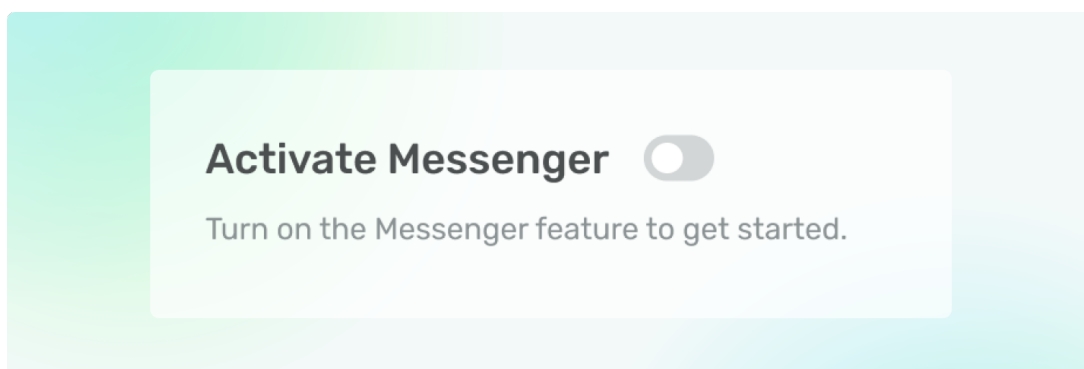 Activate Messenger
Turn on the Messenger feature to get started.